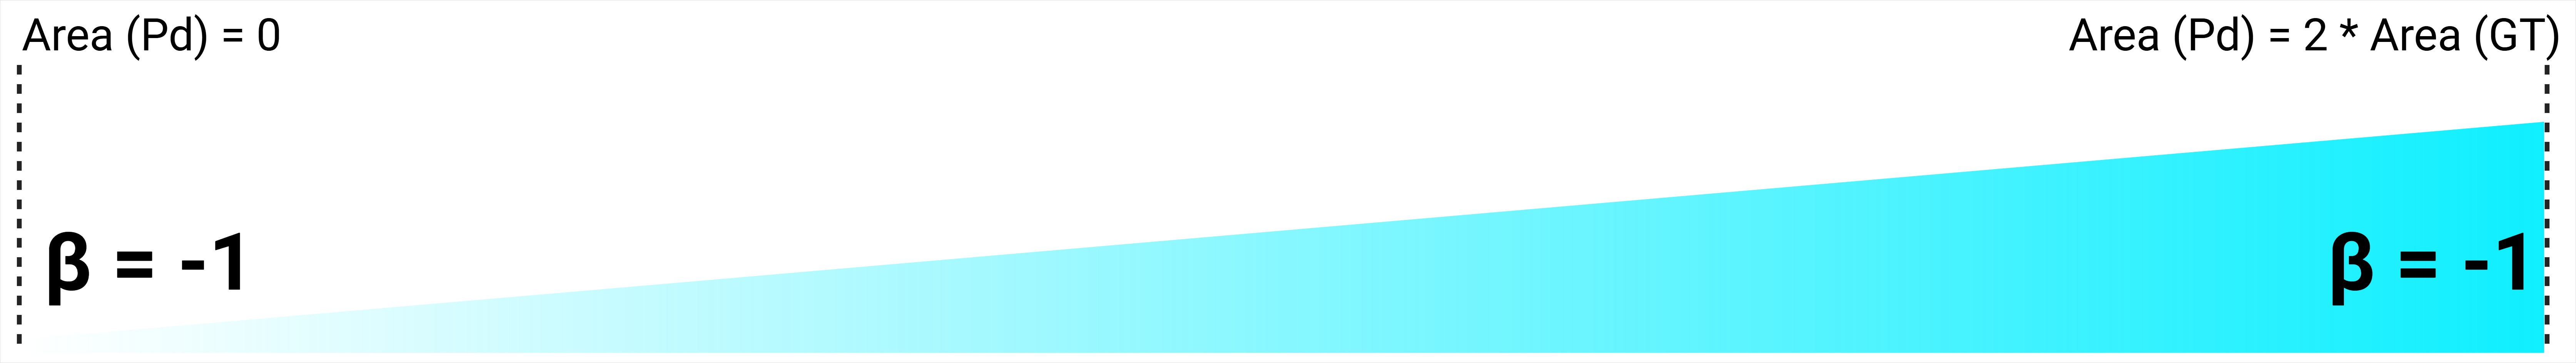 Area (Pd) = 0
Area (Pd) = 2 * Area (GT)
β = -1
β = -1